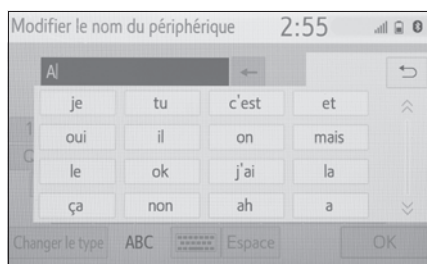 Modifier le nom du périphérique 2:55
A
je tu c'est et
oui il on mais
le ok j'ai la
ça non ah a
Changer le type ABC Espace OK